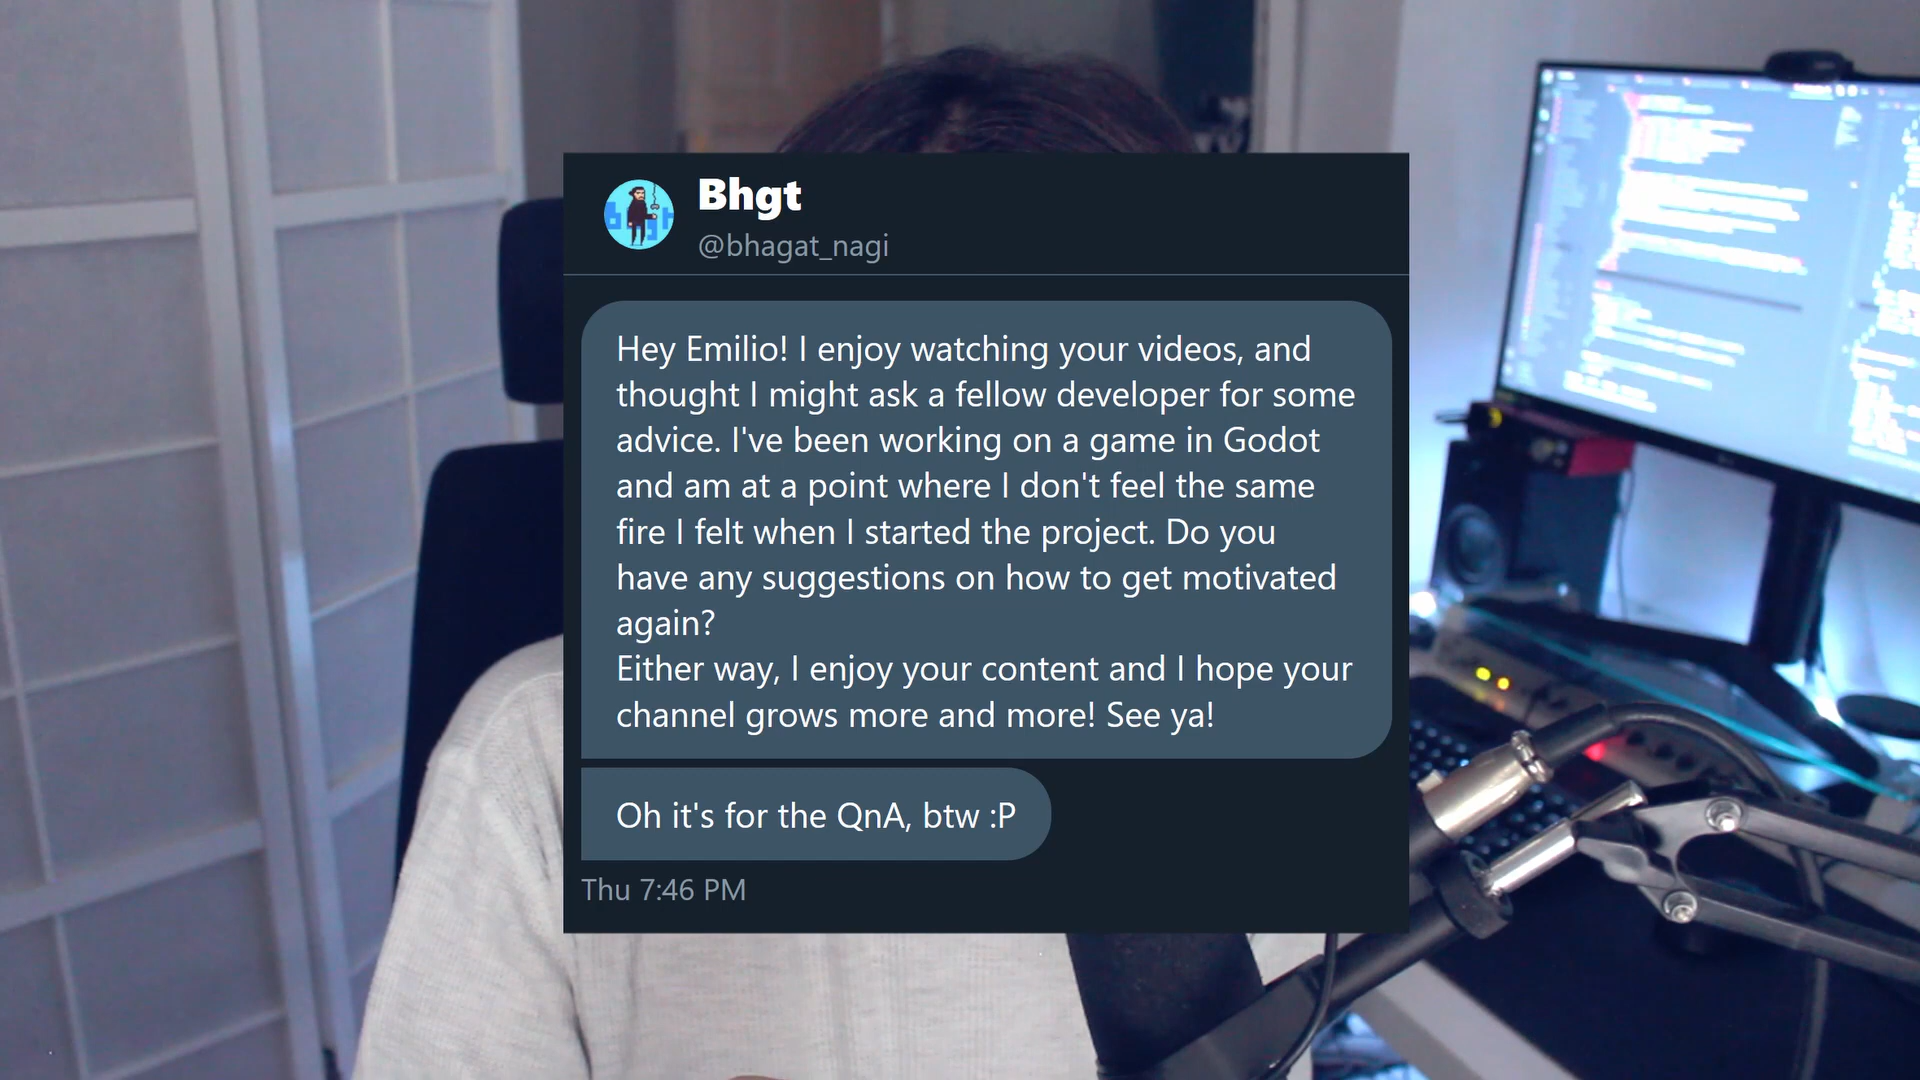 Bhgt
@bhagat_nagi
Hey Emilio! I enjoy watching your videos, and
thought I might ask a fellow developer for some
advice. I've been working on a game in Godot
and am at a point where I don't feel the same
fire I felt when I started the project. Do you
have any suggestions on how to get motivated
again?
Either way, I enjoy your content and I hope your
channel grows more and more! See ya!
Oh it's for the QnA, btw :P
Thu 7:46 PM